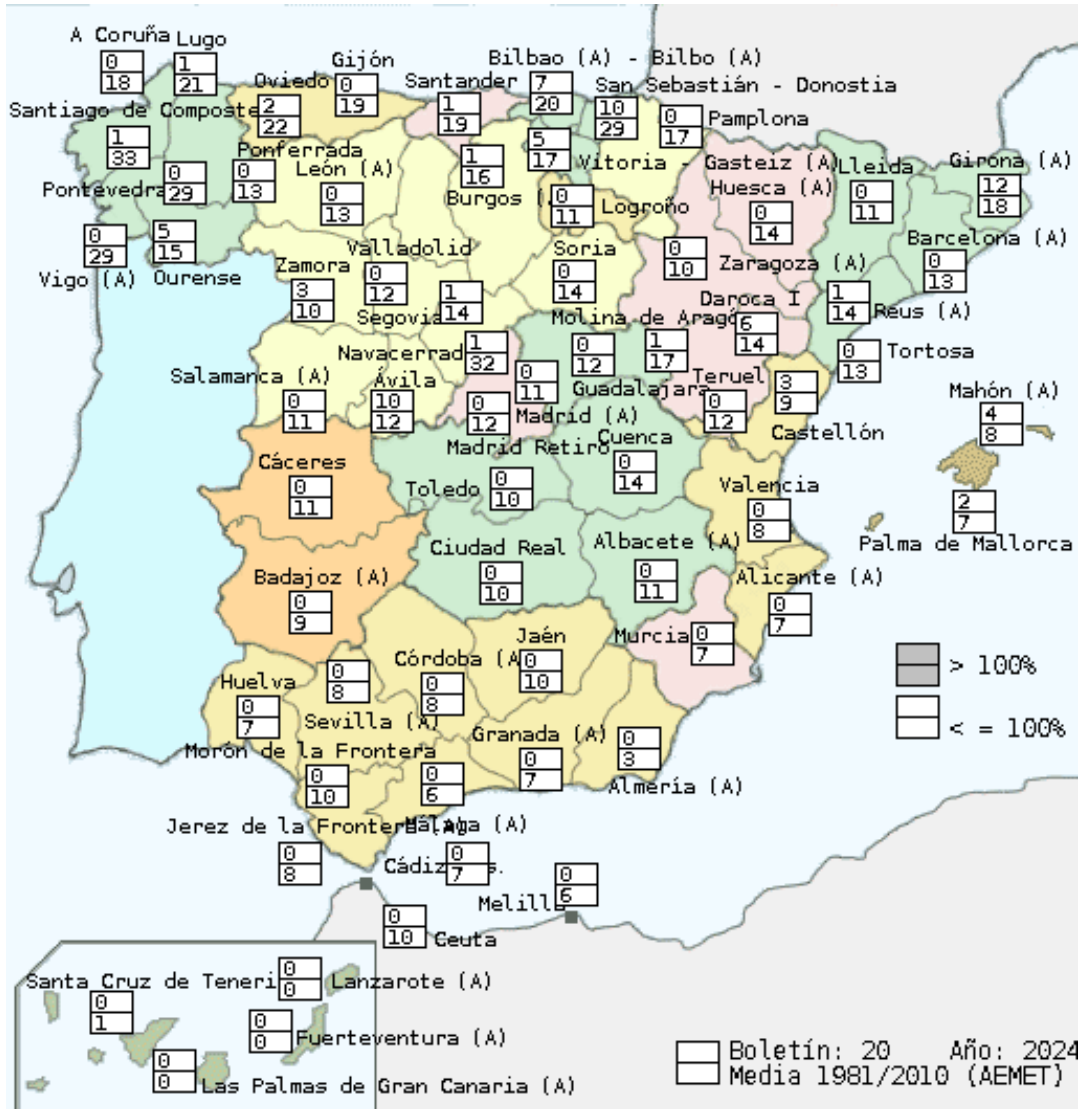 A Coruña
0
18
Lugo
1
21
Oviedo
2
22
Gijón
0
19
Santander
1
19
Bilbao (A) - Bilbo (A)
7
20
San Sebastián - Donostia
10
29
Pamplona
0
17
Santiago de Composte
1
33
Pontevedra
0
29
Ponferrada
0
13
León (A)
0
13
Burgos (
1
16
Vitoria - Gasteiz (A)
5
17
Logroño
0
11
Huesca (A)
0
14
Lleida
0
11
Girona (A)
12
18
Vigo (A)
0
29
Ourense
5
15
Zamora
3
10
Valladolid
0
12
Soria
0
14
Zaragoza (A)
0
10
Barcelona (A)
0
13
Segovia
1
14
Molina de Aragó
1
17
Daroca I
6
14
Reus (A)
1
14
Tortosa
0
13
Navacerrad
1
32
Salamanca (A)
0
11
Ávila
10
12
Madrid (A)
0
11
Guadalajara
0
12
Teruel
0
12
Castellón
3
9
Mahón (A)
4
8
Madrid Retiro
0
12
Cáceres
0
11
Toledo
0
10
Cuenca
0
14
Valencia
0
8
Palma de Mallorca
2
7
Badajoz (A)
0
9
Ciudad Real
0
10
Albacete (A)
0
11
Alicante (A)
0
7
Murcia
0
7
Huelva
0
7
Sevilla (A)
0
8
Córdoba (A
0
8
Jaén
0
10
Granada (A)
0
7
Almería (A)
0
3
Morón de la Frontera
0
10
Málaga (A)
0
6
Jerez de la Frontera
0
8
Cádiz
s.
0
7
Melilla
0
6
Ceuta
0
10
> 100%
< = 100%
Santa Cruz de Teneri
0
1
Lanzarote (A)
0
0
Fuerteventura (A)
0
0
Las Palmas de Gran Canaria (A)
0
0
Boletín: 20 Año: 2024
Media 1981/2010 (AEMET)